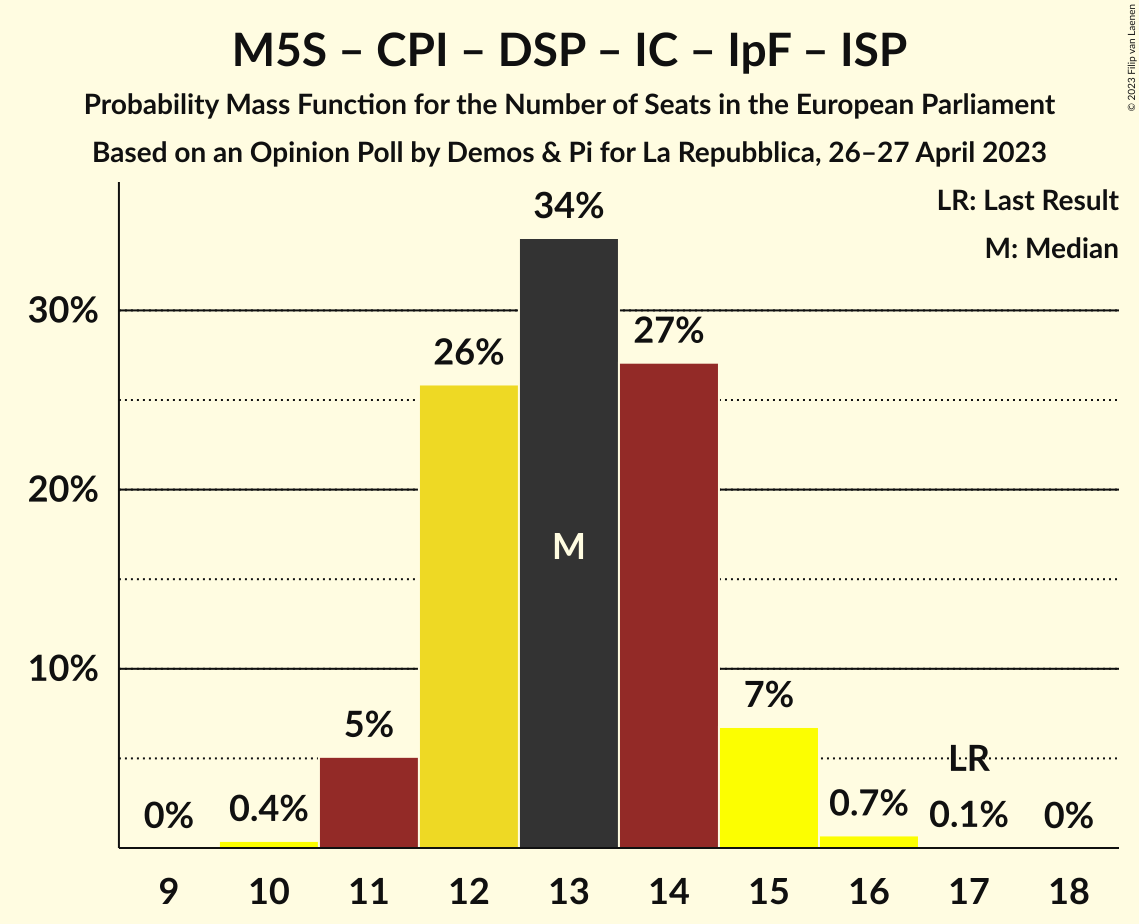 M5S – CPI – DSP – IC – IpF – ISP
Probability Mass Function for the Number of Seats in the European Parliament
Based on an Opinion Poll by Demos & Pi for La Repubblica, 26–27 April 2023
© 2023 Filip van Laenen
LR: Last Result
M: Median
30%
20%
10%
0%
0.4%
5%
26%
34%
M
27%
7%
0.7%
LR
0.1%
0%
9 10 11 12 13 14 15 16 17 18